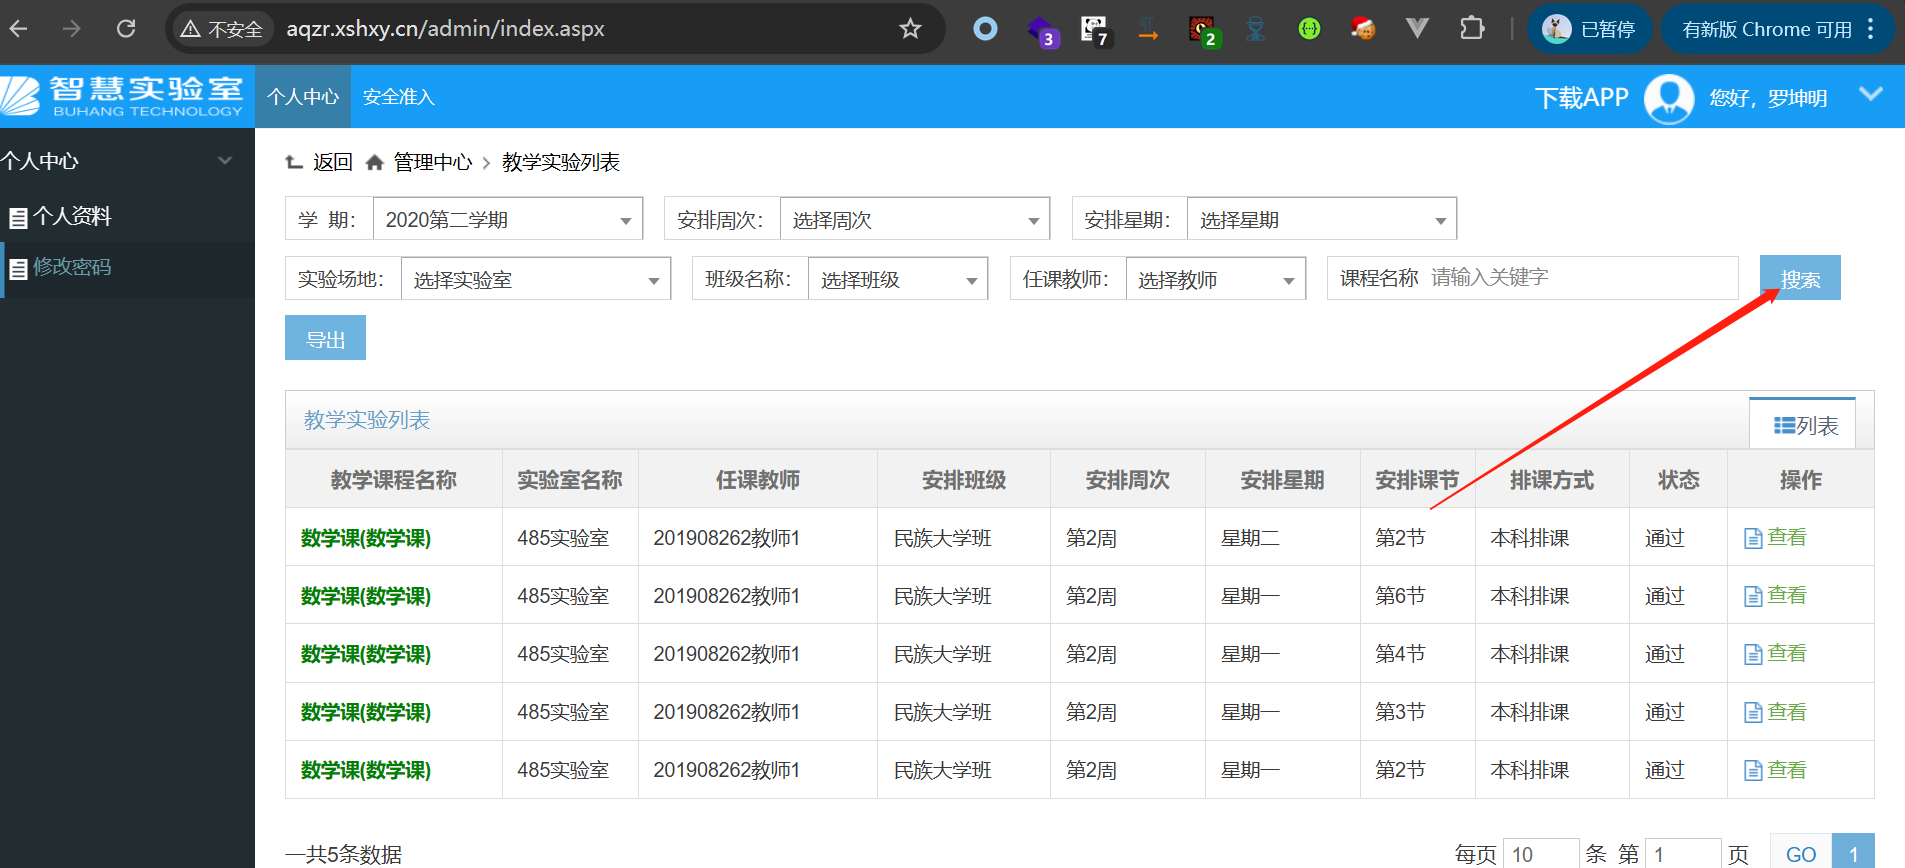 不安全 aqzr.xshxy.cn/admin/index.aspx 3 7 2 已暂停 有新版 Chrome 可用
智慧实验室
BUHANG TECHNOLOGY
个人中心 安全准入 下载APP 您好，罗坤明
个人中心
个人资料
修改密码
返回 管理中心 教学实验列表
学 期： 2020第二学期 安排周次： 选择周次 安排星期： 选择星期
实验场地： 选择实验室 班级名称： 选择班级 任课教师： 选择教师 课程名称 请输入关键字 搜索
导出
教学实验列表 列表
教学课程名称 实验室名称 任课教师 安排班级 安排周次 安排星期 安排课节 排课方式 状态 操作
数学课(数学课) 485实验室 201908262教师1 民族大学班 第2周 星期二 第2节 本科排课 通过 查看
数学课(数学课) 485实验室 201908262教师1 民族大学班 第2周 星期一 第6节 本科排课 通过 查看
数学课(数学课) 485实验室 201908262教师1 民族大学班 第2周 星期一 第4节 本科排课 通过 查看
数学课(数学课) 485实验室 201908262教师1 民族大学班 第2周 星期一 第3节 本科排课 通过 查看
数学课(数学课) 485实验室 201908262教师1 民族大学班 第2周 星期一 第2节 本科排课 通过 查看
一共5条数据 每页 10 条 第 1 页 GO 1